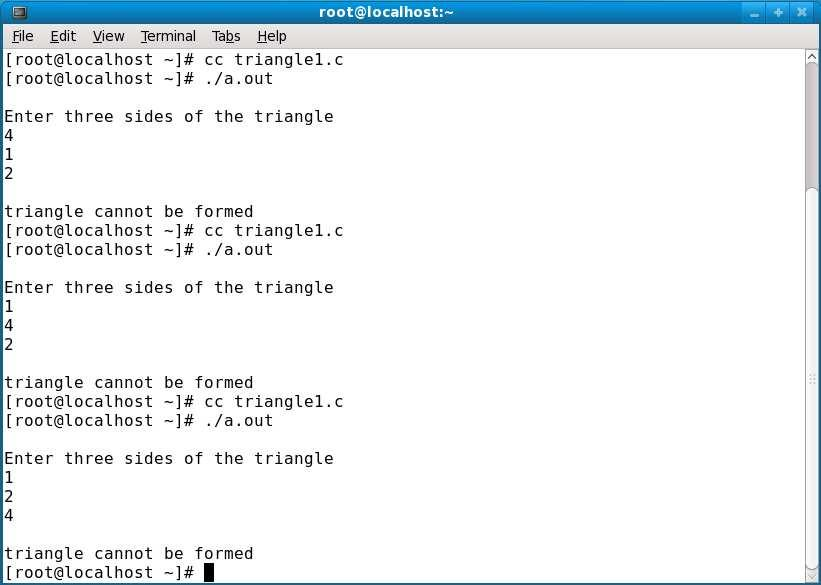 root@localhost:~
File Edit View Terminal Tabs Help
[root@localhost ~]# cc triangle1.c
[root@localhost ~]# ./a.out
Enter three sides of the triangle
4
1
2
triangle cannot be formed
[root@localhost ~]# cc triangle1.c
[root@localhost ~]# ./a.out
Enter three sides of the triangle
1
4
2
triangle cannot be formed
[root@localhost ~]# cc triangle1.c
[root@localhost ~]# ./a.out
Enter three sides of the triangle
1
2
4
triangle cannot be formed
[root@localhost ~]#